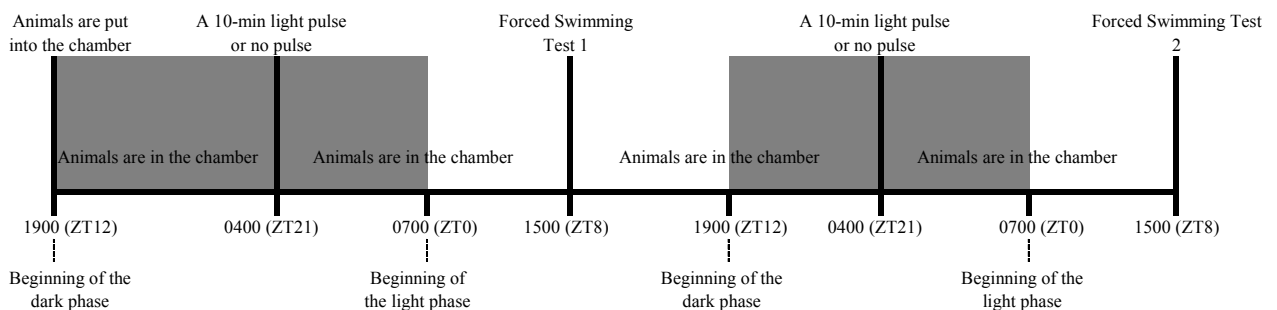 Animals are put
into the chamber
A 10-min light pulse
or no pulse
Forced Swimming
Test 1
A 10-min light pulse
or no pulse
Forced Swimming Test
2
Animals are in the chamber
Animals are in the chamber
Animals are in the chamber
Animals are in the chamber
1900 (ZT12)
0400 (ZT21)
0700 (ZT0)
1500 (ZT8)
1900 (ZT12)
0400 (ZT21)
0700 (ZT0)
1500 (ZT8)
Beginning of the
dark phase
Beginning of
the light phase
Beginning of the
dark phase
Beginning of the
light phase